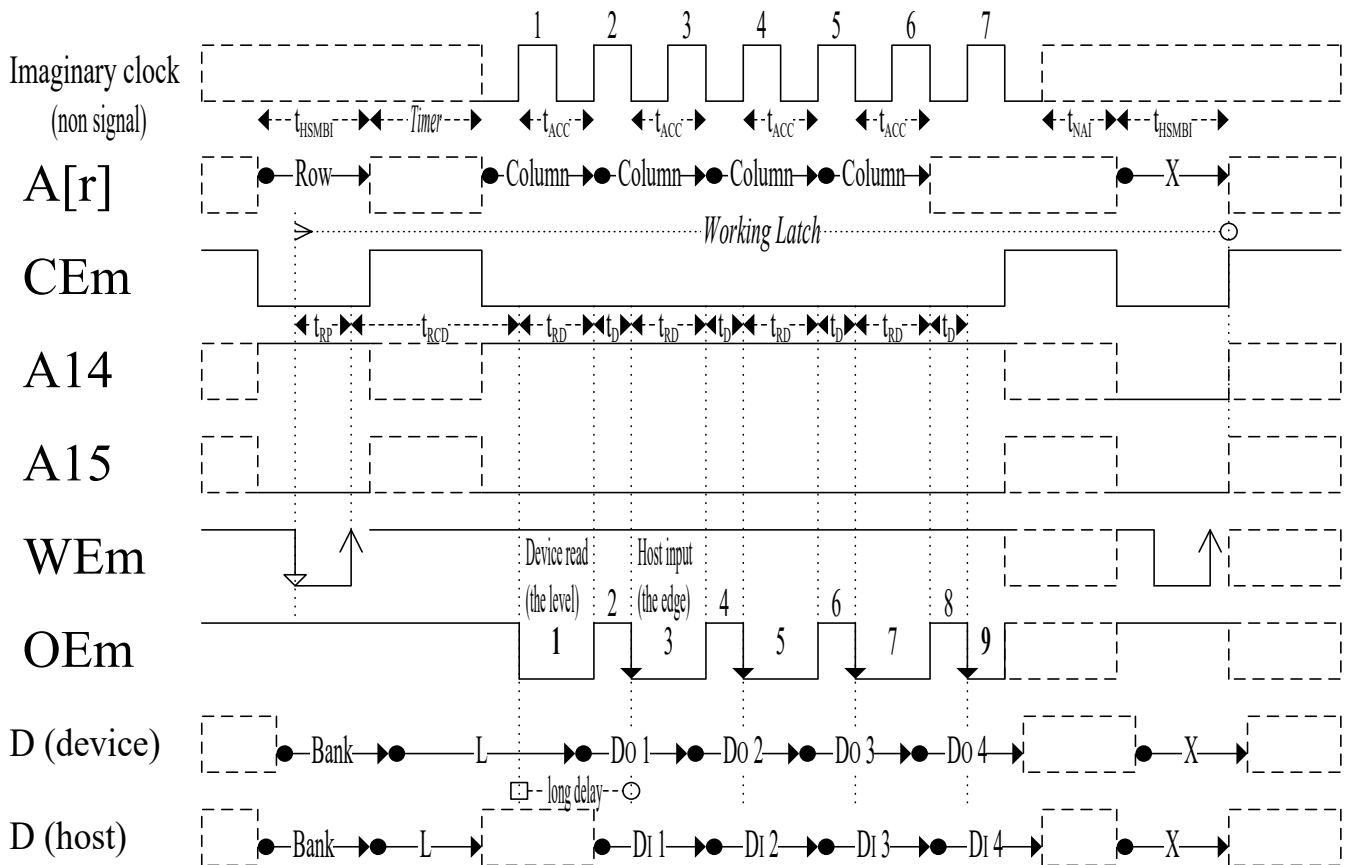 1 2 3 4 5 6 7
Imaginary clock
(non signal)
tHSMBI Timer tACC tACC tACC tACC tNAI tHSMBI
A[r] Row Column Column Column Column X
Working Latch
CEm
tRP tRCD tRD tD tRD tD tRD tD tRD tD
A14
A15
WEm
Device read Host input
(the level) 2 (the edge) 4 6 8
OEm 1 3 5 7 9
D (device) Bank L DO 1 DO 2 DO 3 DO 4 X
long delay
D (host) Bank L DI 1 DI 2 DI 3 DI 4 X